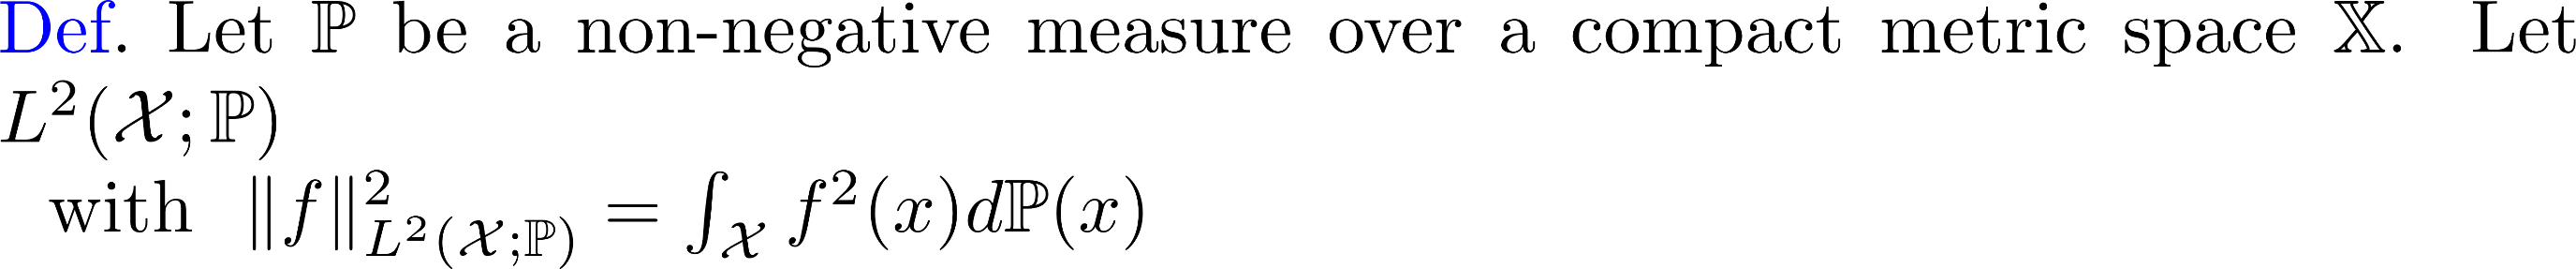 Def. Let ℙ be a non-negative measure over a compact metric space 𝕏. Let
L²(𝒳; ℙ)
with ‖f‖²_{L²(𝒳;ℙ)} = ∫_𝒳 f²(x)dℙ(x)